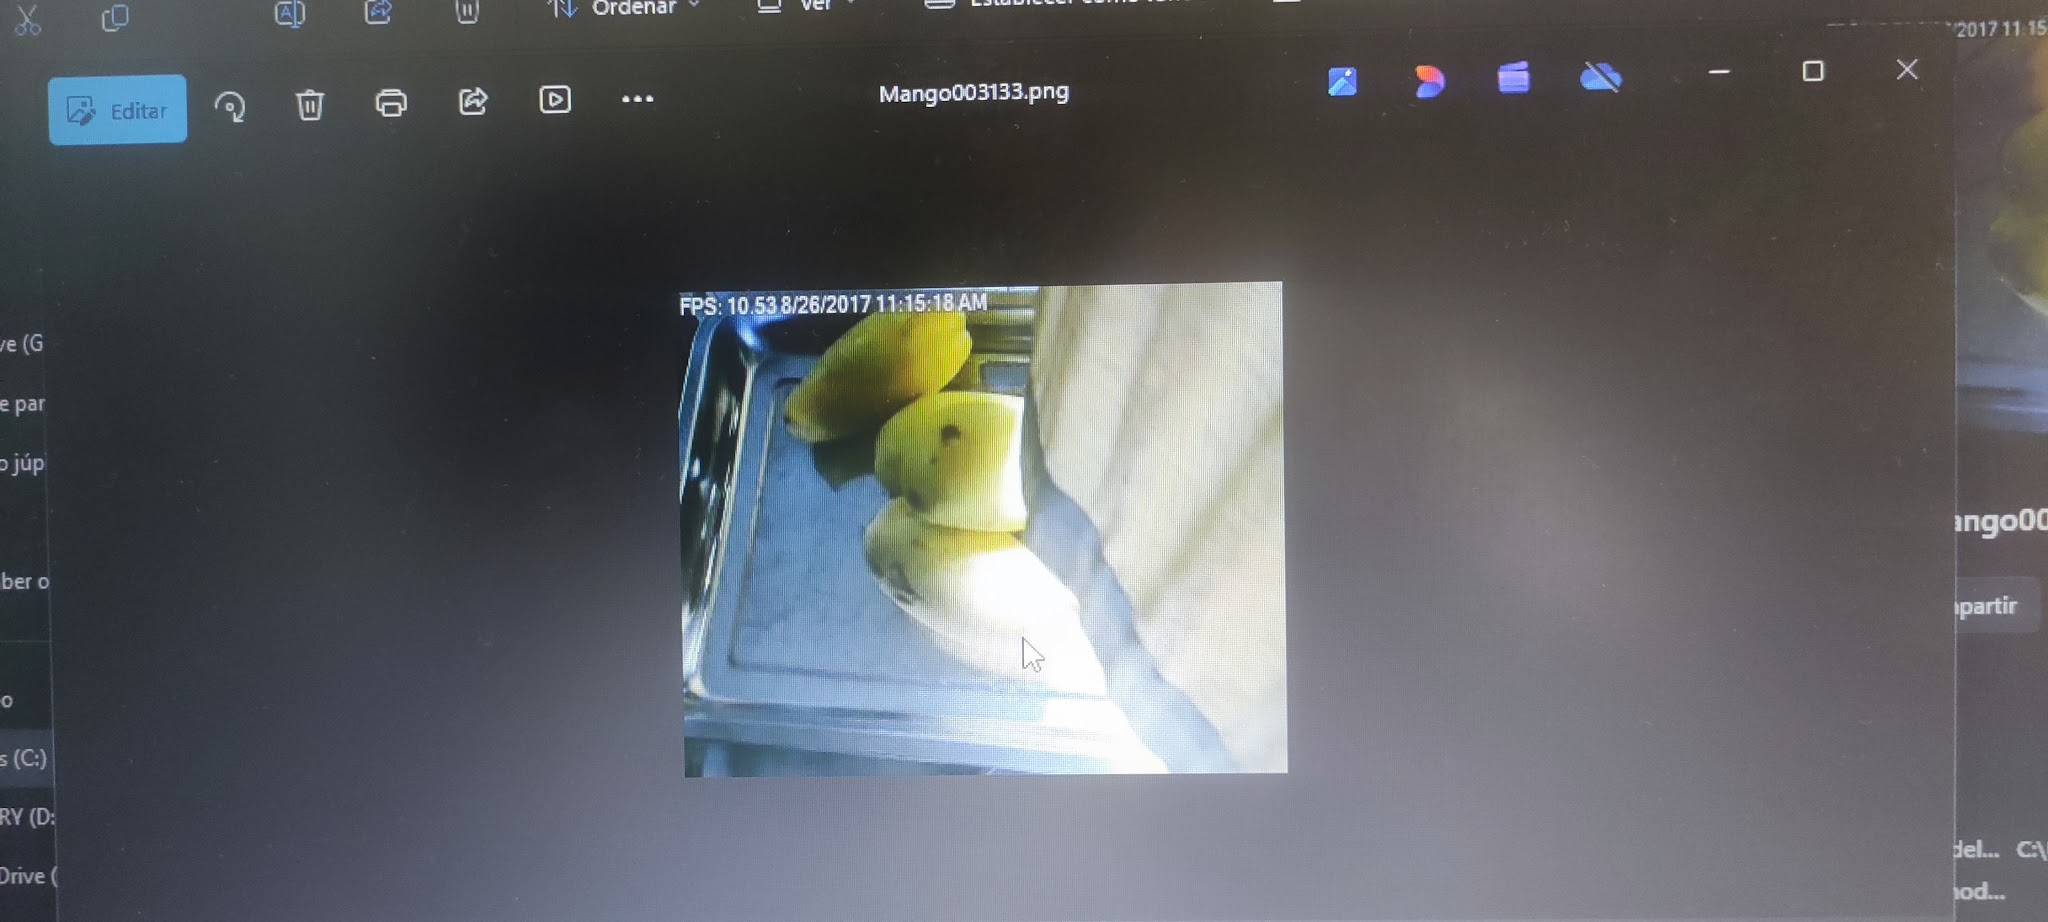 Ordenar
Ver
Editar
Mango003133.png
2017 11:15
FPS: 10.53 8/26/2017 11:15:18 AM
ve (G
e par
o júp
ber o
o
s (C:)
RY (D:
Drive (
ango00
partir
del... C:\
nod...